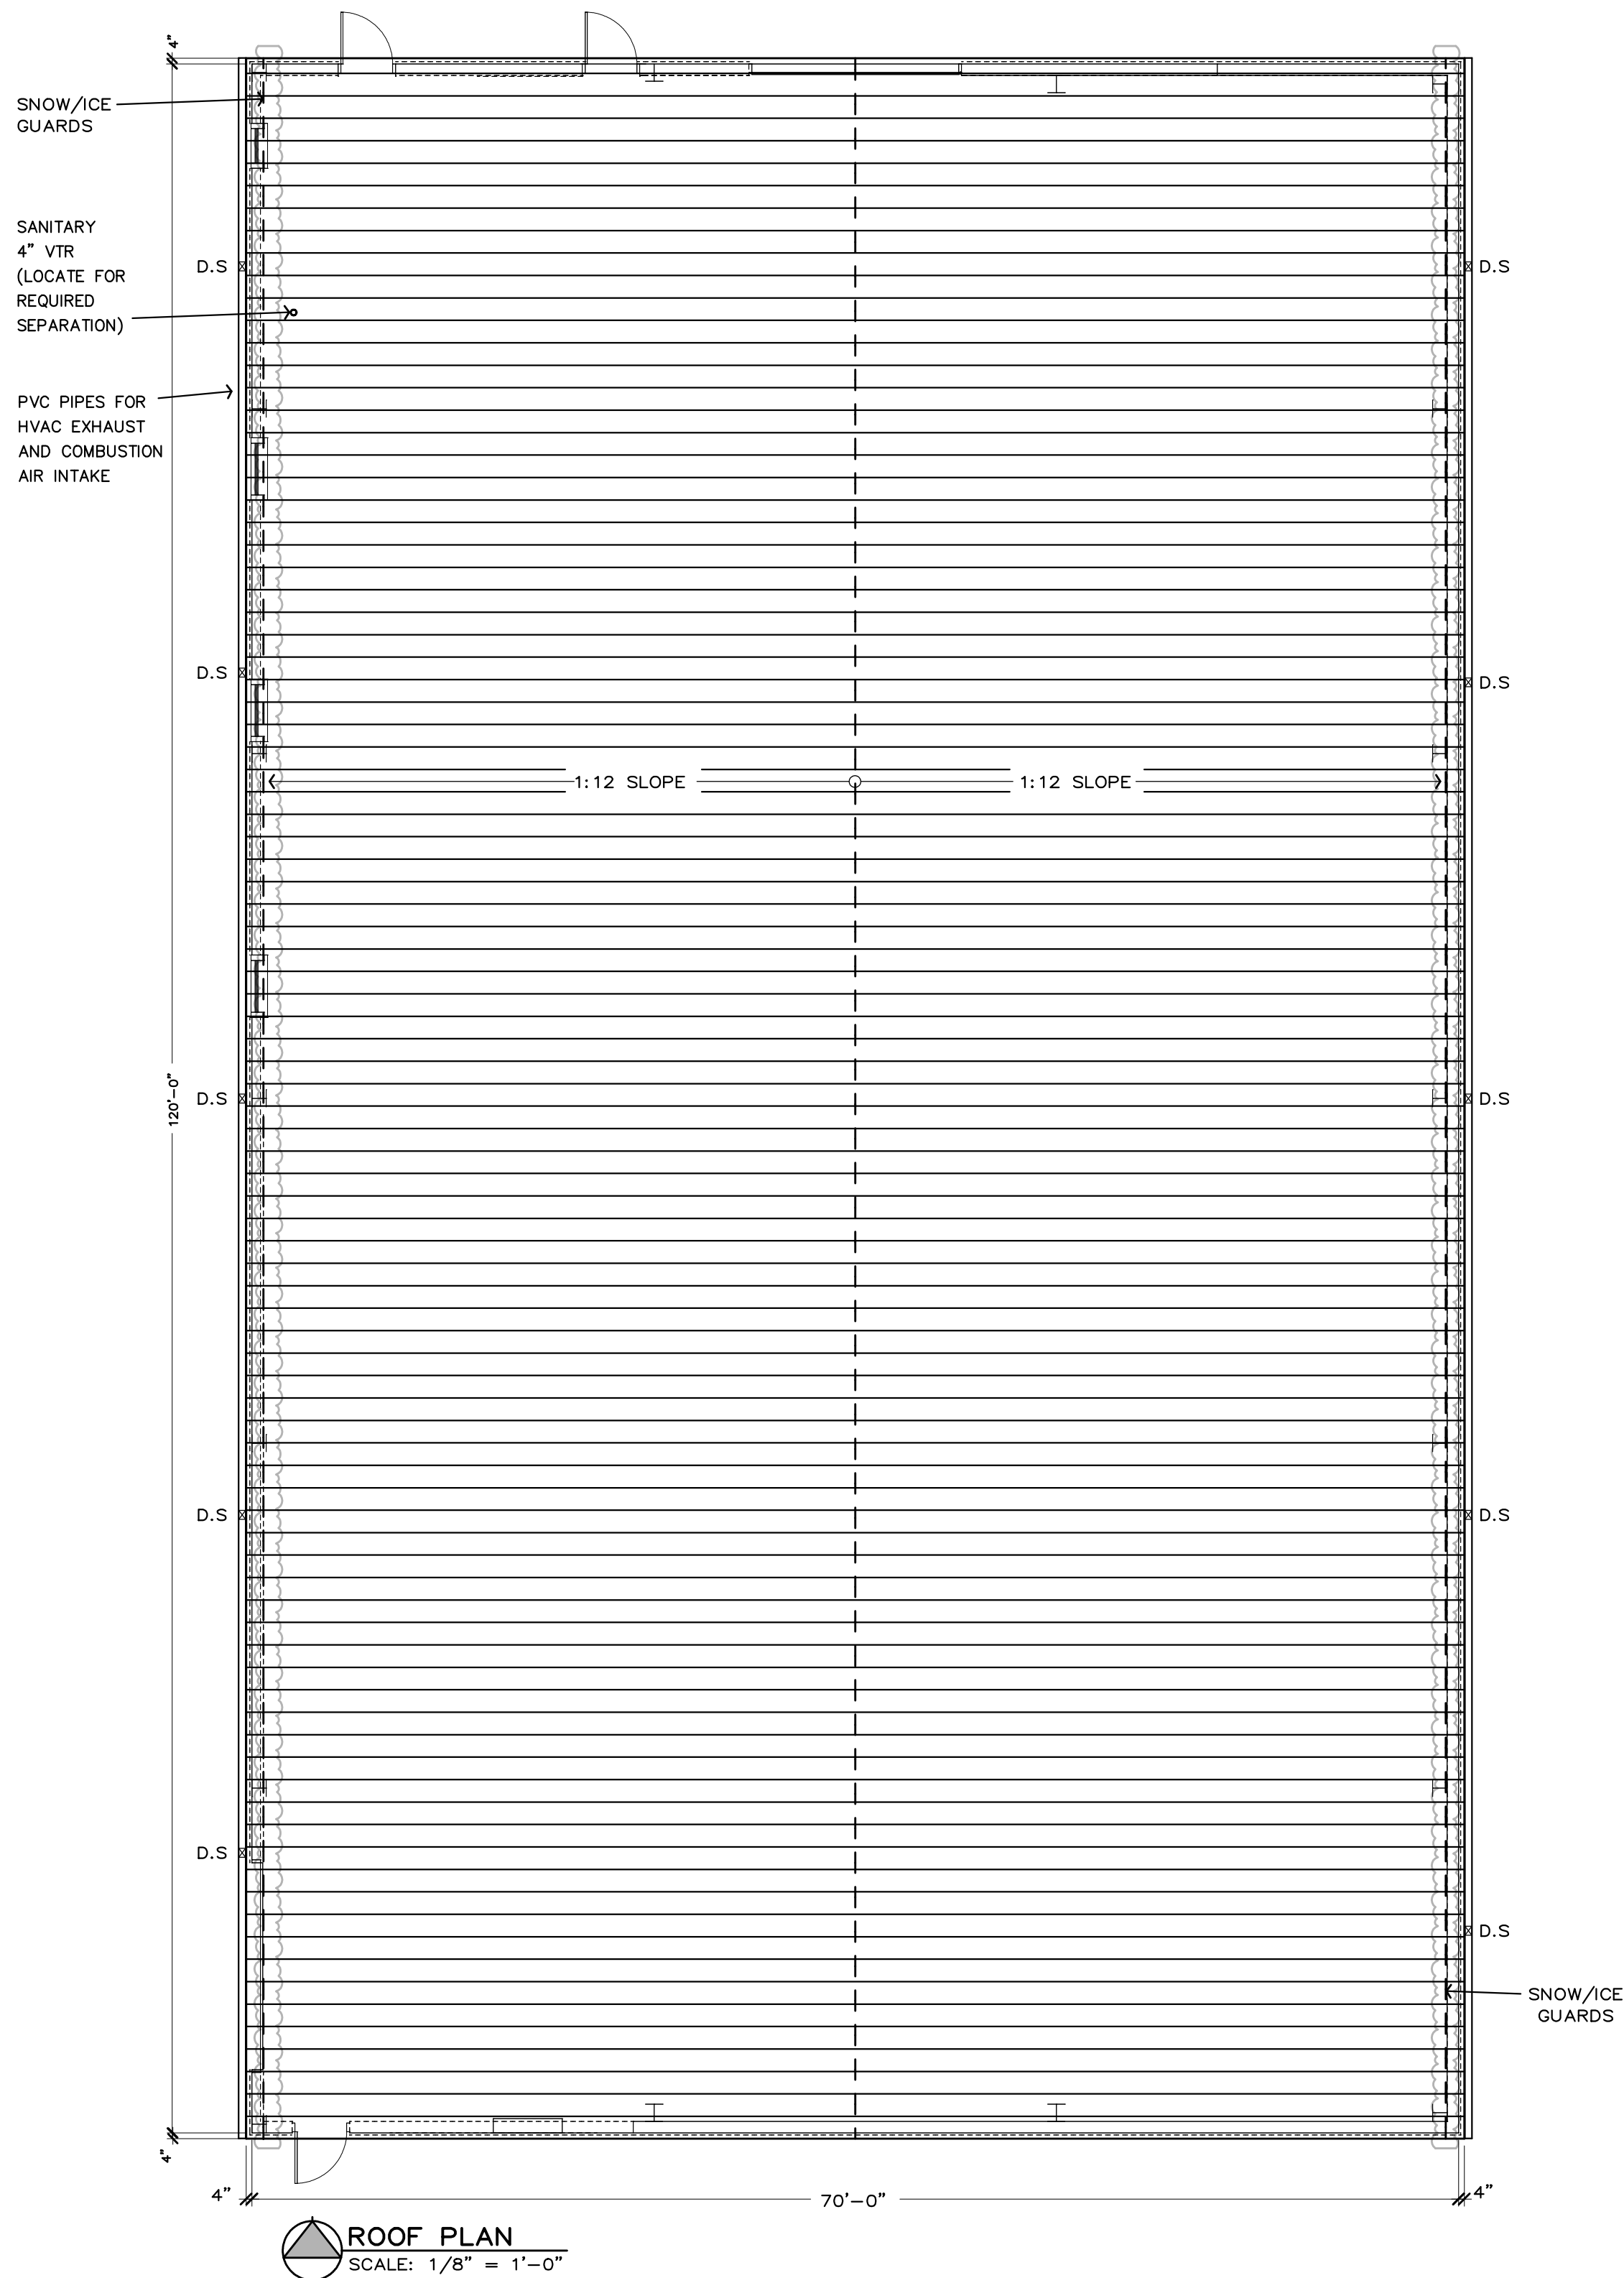 4”
SNOW/ICE
GUARDS
SANITARY
4” VTR
(LOCATE FOR
REQUIRED
SEPARATION)
D.S
D.S
PVC PIPES FOR
HVAC EXHAUST
AND COMBUSTION
AIR INTAKE
D.S
D.S
1:12 SLOPE
1:12 SLOPE
120'-0"
D.S
D.S
D.S
D.S
D.S
D.S
SNOW/ICE
GUARDS
4”
4”
70'-0”
4”
ROOF PLAN
SCALE: 1/8” = 1'-0”